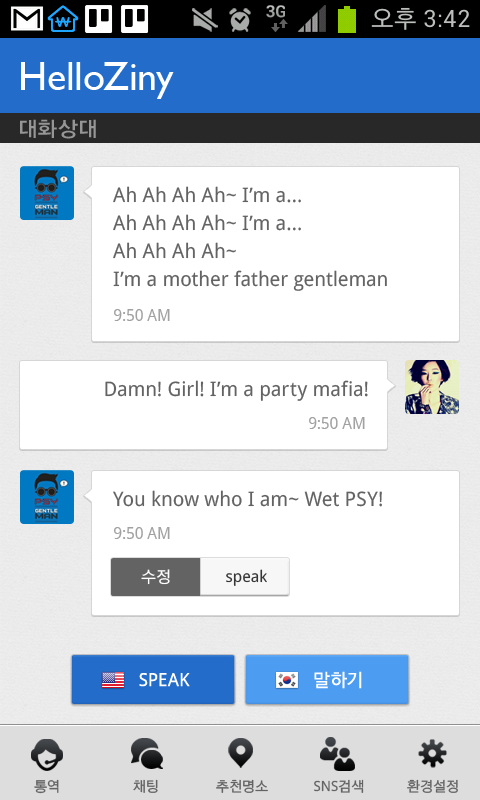 3G
오후 3:42
HelloZiny
대화상대
PSY
GENTLE
MAN
Ah Ah Ah Ah~ I’m a...
Ah Ah Ah Ah~ I’m a...
Ah Ah Ah Ah~
I’m a mother father gentleman
9:50 AM
Damn! Girl! I’m a party mafia!
9:50 AM
PSY
GENTLE
MAN
You know who I am~ Wet PSY!
9:50 AM
수정 speak
SPEAK 말하기
통역 채팅 추천명소 SNS검색 환경설정